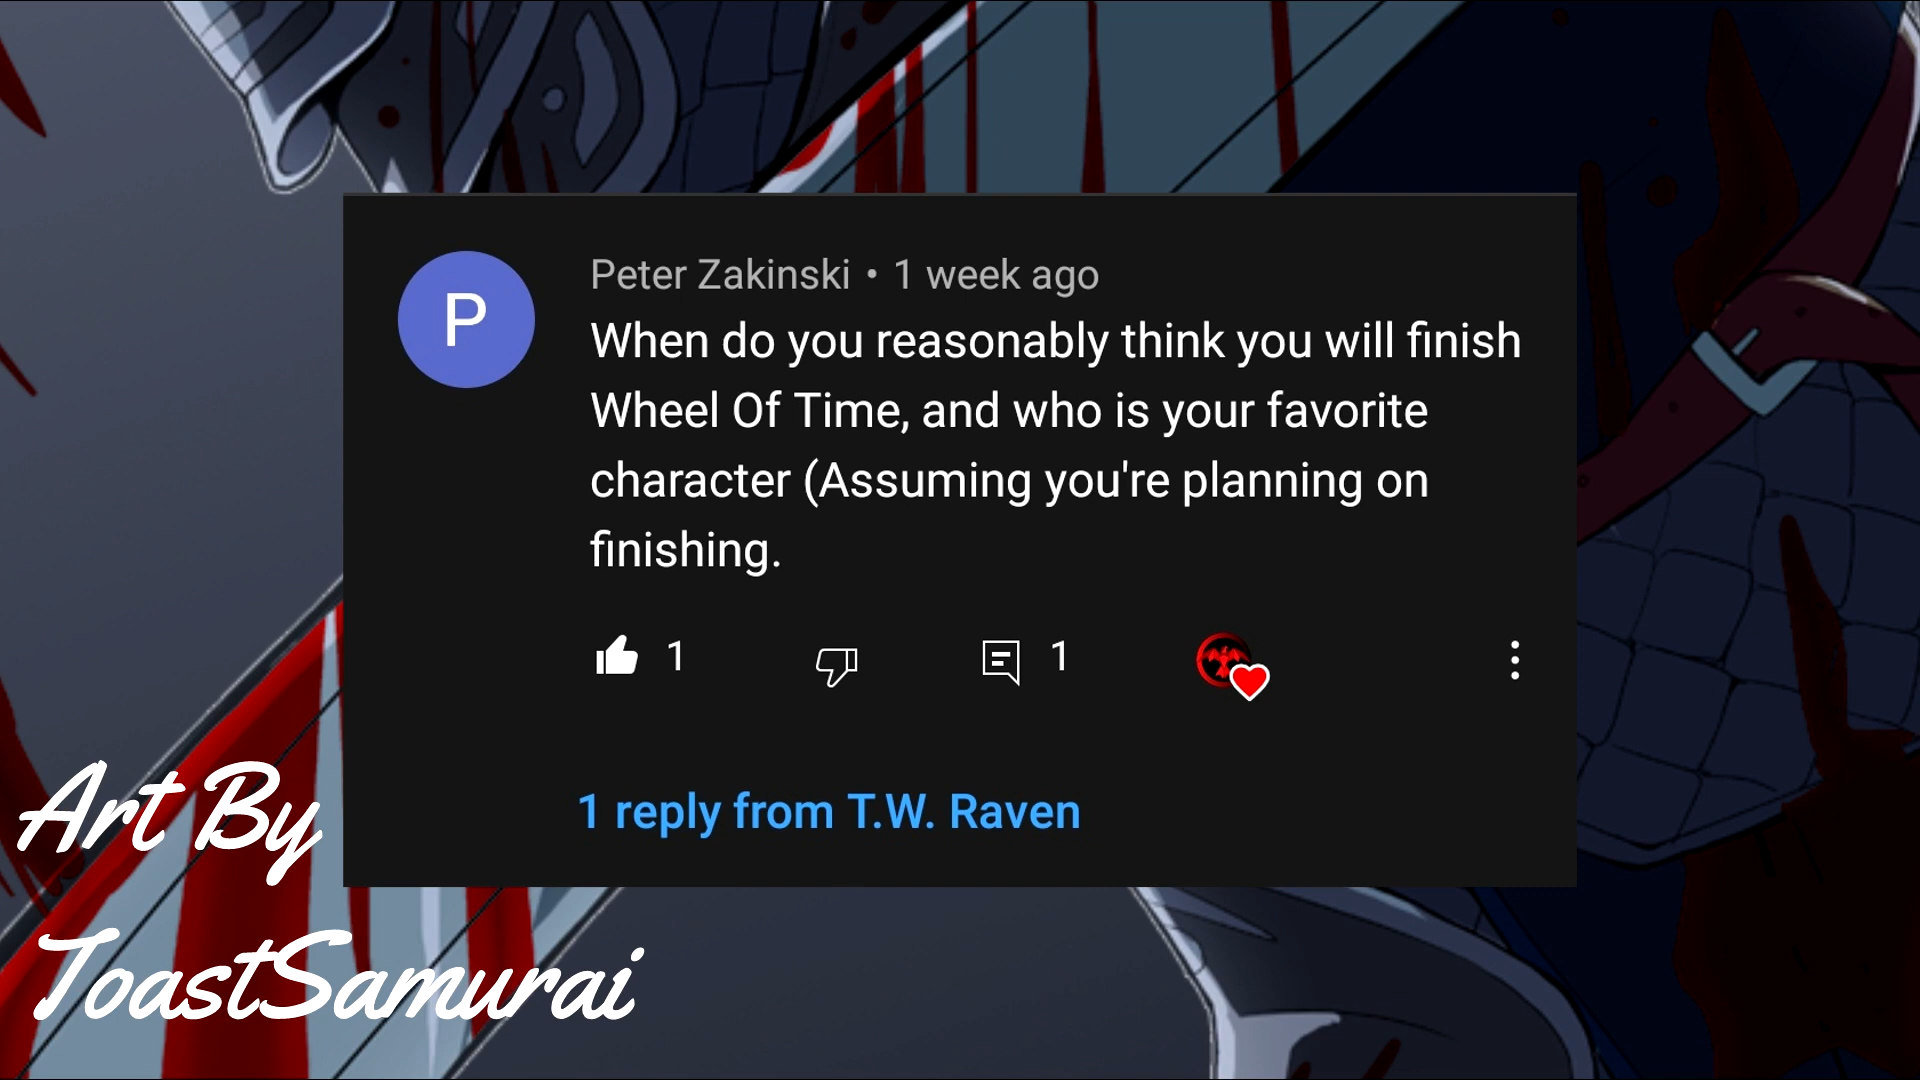 P
Peter Zakinski • 1 week ago
When do you reasonably think you will finish
Wheel Of Time, and who is your favorite
character (Assuming you're planning on
finishing.
1
1
1 reply from T.W. Raven
Art By
ToastSamurai